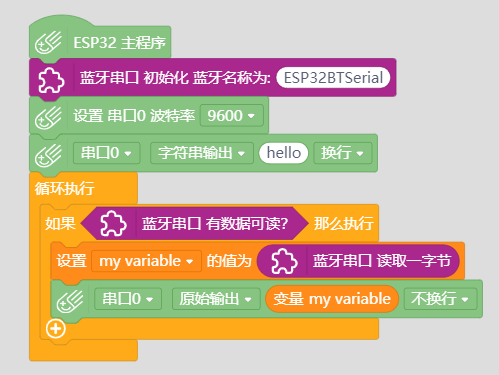 ESP32 主程序
蓝牙串口 初始化 蓝牙名称为: ESP32BTSerial
设置 串口0 波特率 9600
串口0 字符串输出 hello 换行
循环执行
如果 蓝牙串口 有数据可读? 那么执行
设置 my variable 的值为 蓝牙串口 读取一字节
串口0 原始输出 变量 my variable 不换行